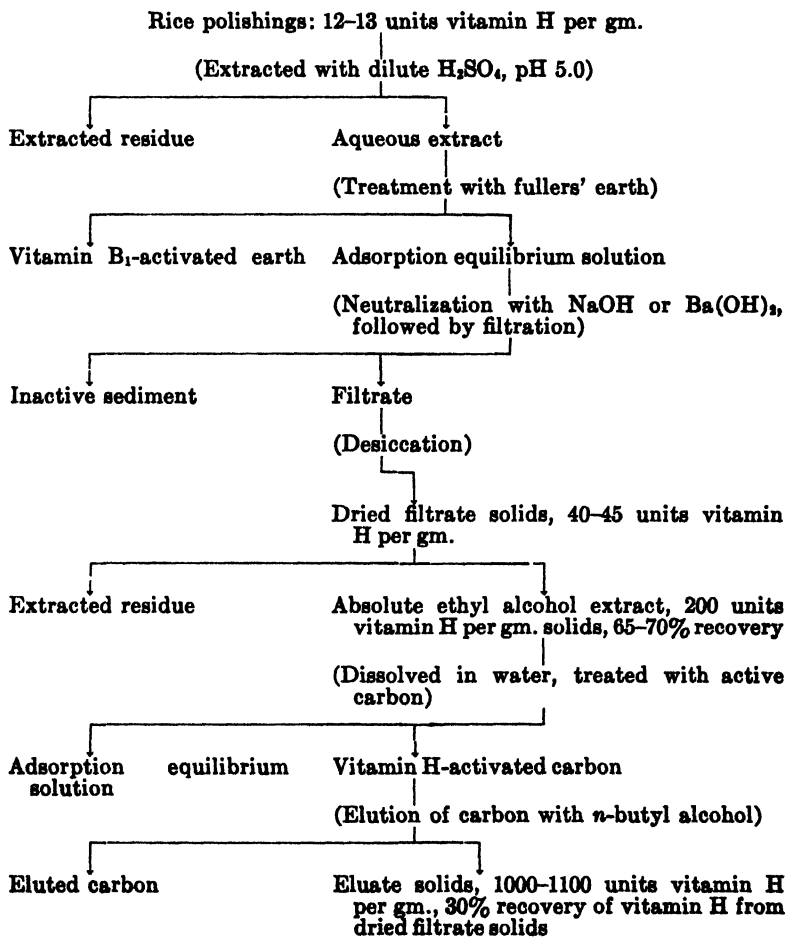 Rice polishings: 12–13 units vitamin H per gm.
(Extracted with dilute H₂SO₄, pH 5.0)
Extracted residue Aqueous extract
(Treatment with fullers' earth)
Vitamin B₁-activated earth Adsorption equilibrium solution
(Neutralization with NaOH or Ba(OH)₂,
followed by filtration)
Inactive sediment Filtrate
(Desiccation)
Dried filtrate solids, 40–45 units vitamin
H per gm.
Extracted residue Absolute ethyl alcohol extract, 200 units
vitamin H per gm. solids, 65–70% recovery
(Dissolved in water, treated with active
carbon)
Adsorption equilibrium Vitamin H-activated carbon
solution
(Elution of carbon with n-butyl alcohol)
Eluted carbon Eluate solids, 1000–1100 units vitamin H
per gm., 30% recovery of vitamin H from
dried filtrate solids